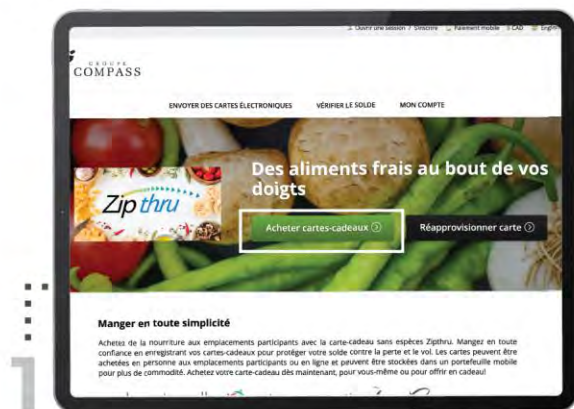 Ouvrir une session / S'inscrire Paiement mobile $ CAD English
GROUPE
COMPASS
ENVOYER DES CARTES ÉLECTRONIQUES VÉRIFIER LE SOLDE MON COMPTE
Des aliments frais au bout de vos
doigts
Zip thru
Acheter cartes-cadeaux Réapprovisionner carte
Manger en toute simplicité
Achetez de la nourriture aux emplacements participants avec la carte-cadeau sans espèces Zipthru. Mangez en toute
confiance en enregistrant vos cartes-cadeaux pour protéger votre solde contre la perte et le vol. Les cartes peuvent être
achetées en personne aux emplacements participants ou en ligne et peuvent être stockées dans un portefeuille mobile
pour plus de commodité. Achetez votre carte-cadeau dès maintenant, pour vous-même ou pour offrir en cadeau!
1